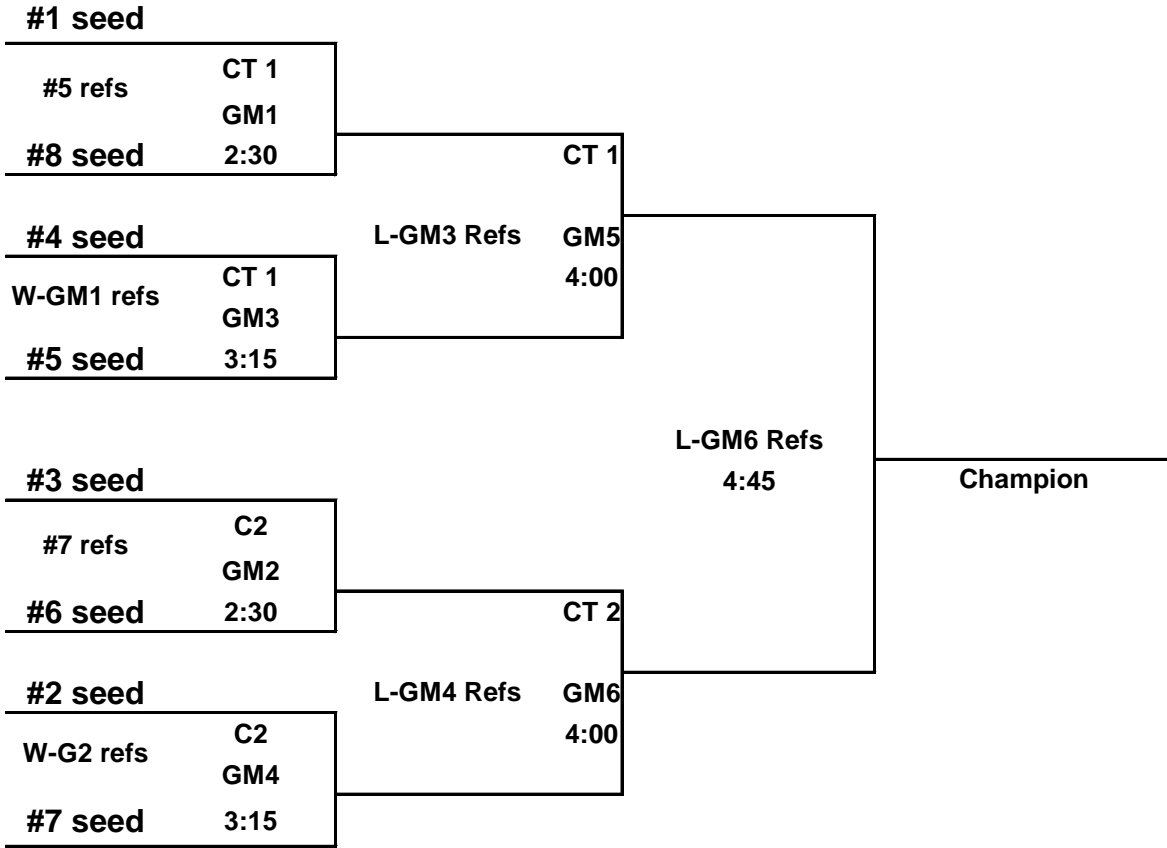 #1 seed
#5 refs
CT 1
GM1
#8 seed
2:30
#4 seed
W-GM1 refs
CT 1
GM3
#5 seed
3:15
CT 1
L-GM3 Refs
GM5
4:00
#3 seed
#7 refs
C2
GM2
#6 seed
2:30
#2 seed
W-G2 refs
C2
GM4
#7 seed
3:15
CT 2
L-GM4 Refs
GM6
4:00
L-GM6 Refs
4:45
Champion